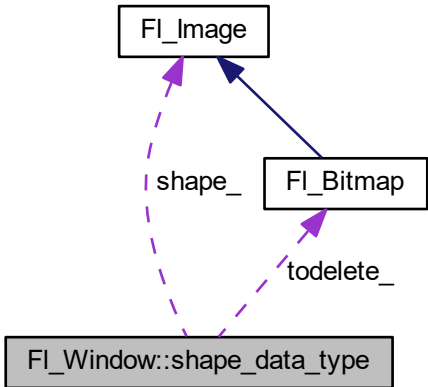 Fl_Image
shape_
Fl_Bitmap
todelete_
Fl_Window::shape_data_type